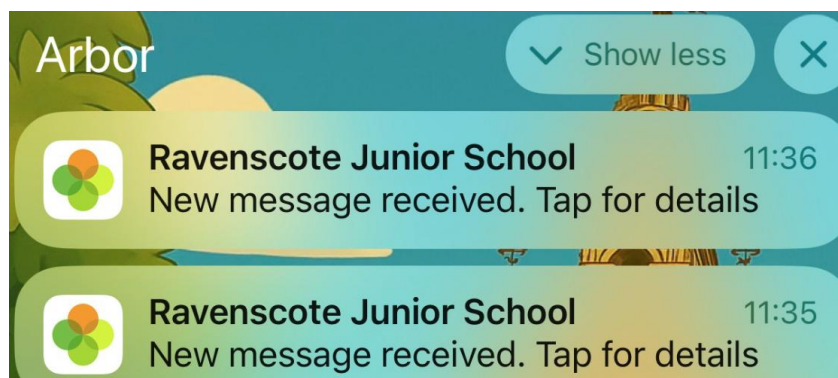 Arbor
Show less
Ravenscote Junior School 11:36
New message received. Tap for details
Ravenscote Junior School 11:35
New message received. Tap for details